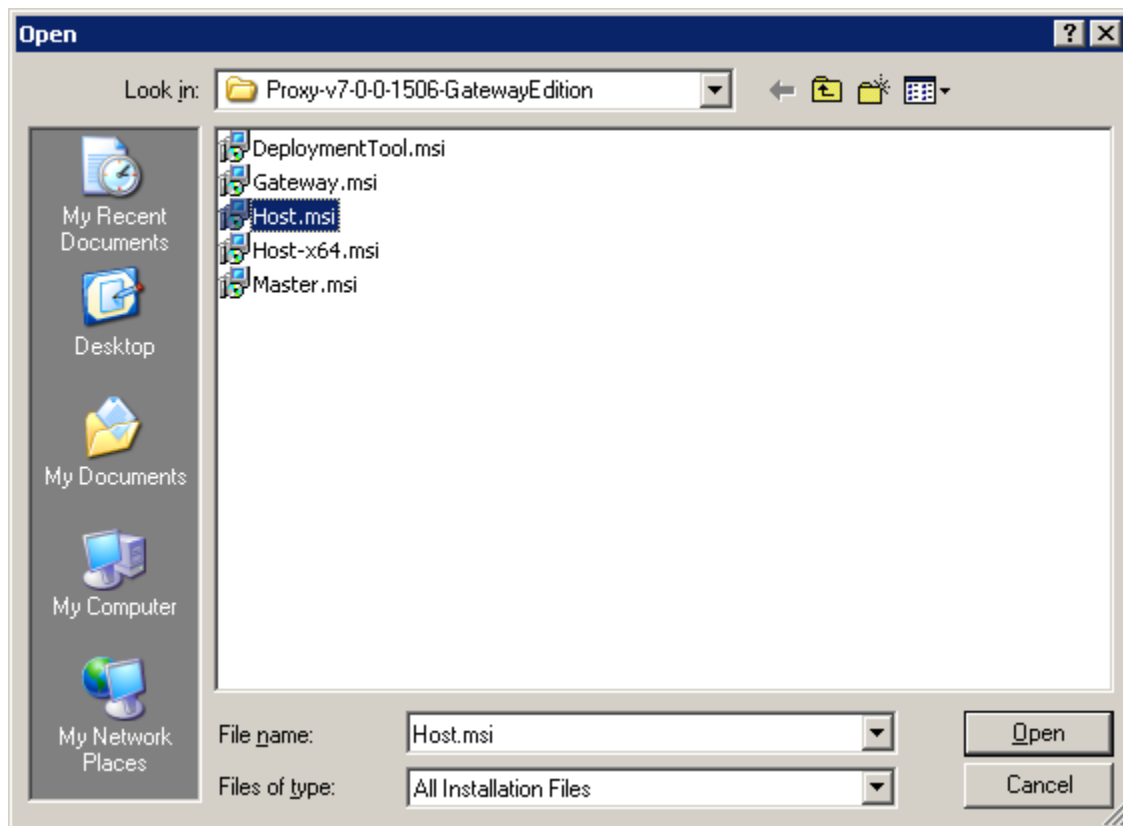 Open
Look in: Proxy-v7-0-0-1506-GatewayEdition
DeploymentTool.msi
Gateway.msi
Host.msi
Host-x64.msi
Master.msi
My Recent
Documents
Desktop
My Documents
My Computer
My Network
Places
File name: Host.msi
Open
Files of type: All Installation Files
Cancel